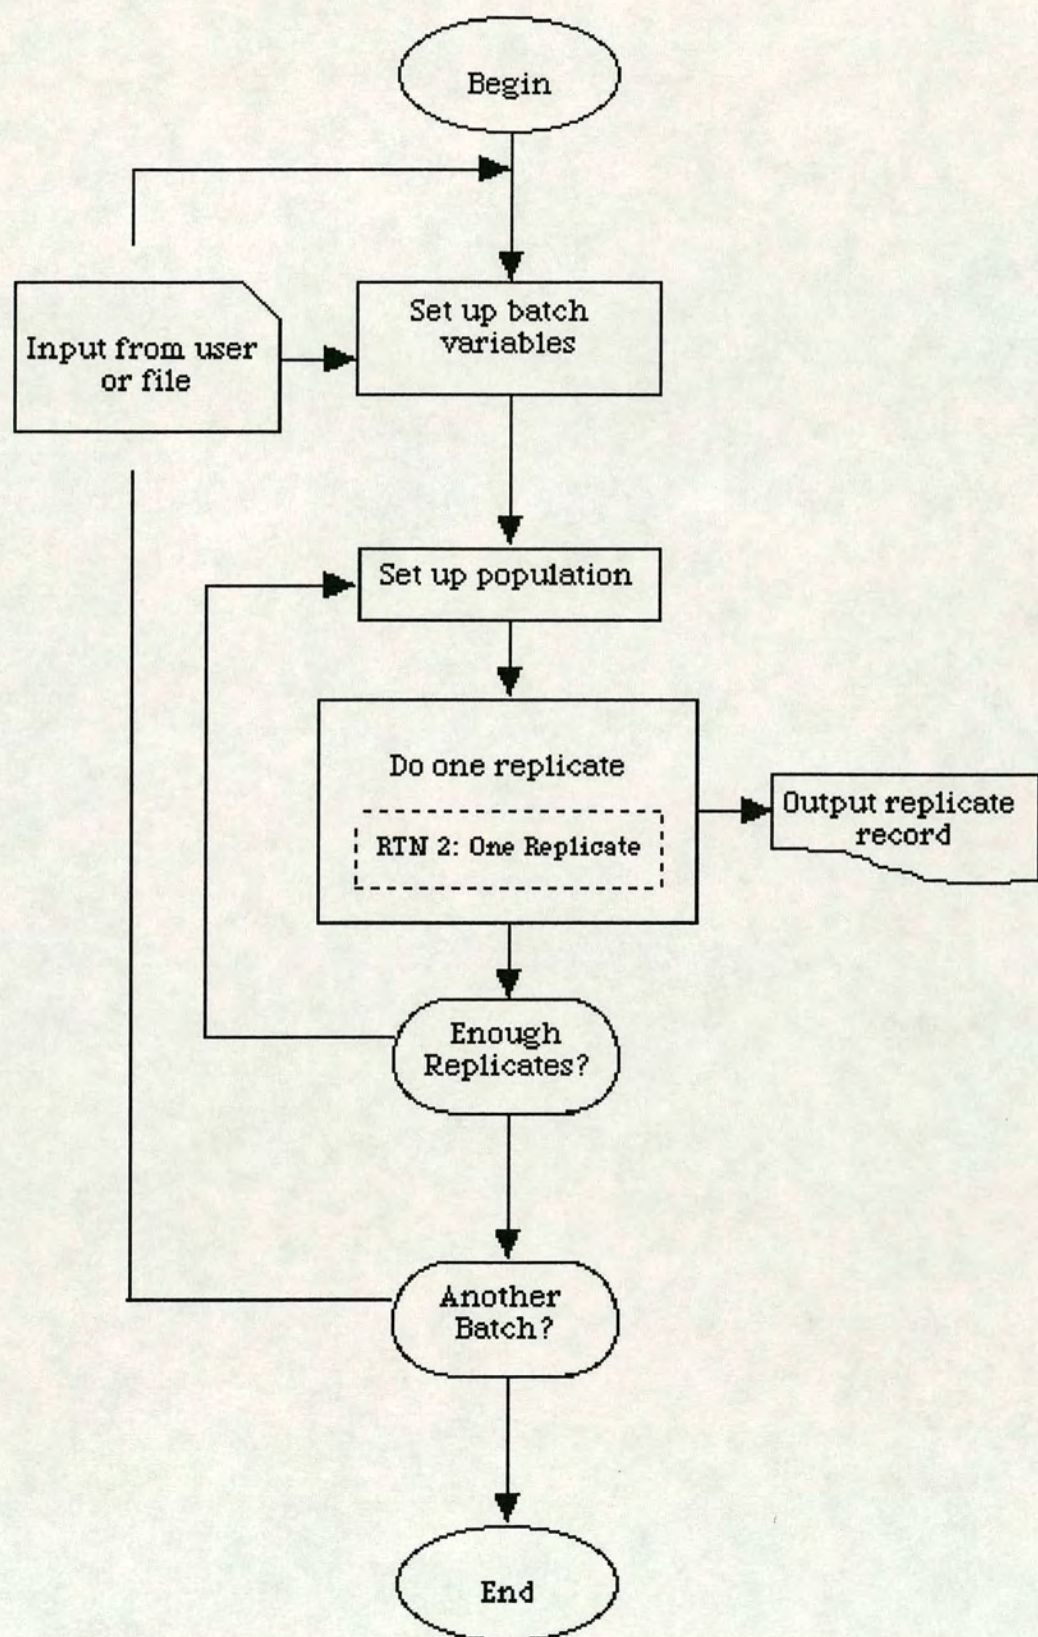 Begin
Set up batch
variables
Input from user
or file
Set up population
Do one replicate
RTN 2: One Replicate
Output replicate
record
Enough
Replicates?
Another
Batch?
End